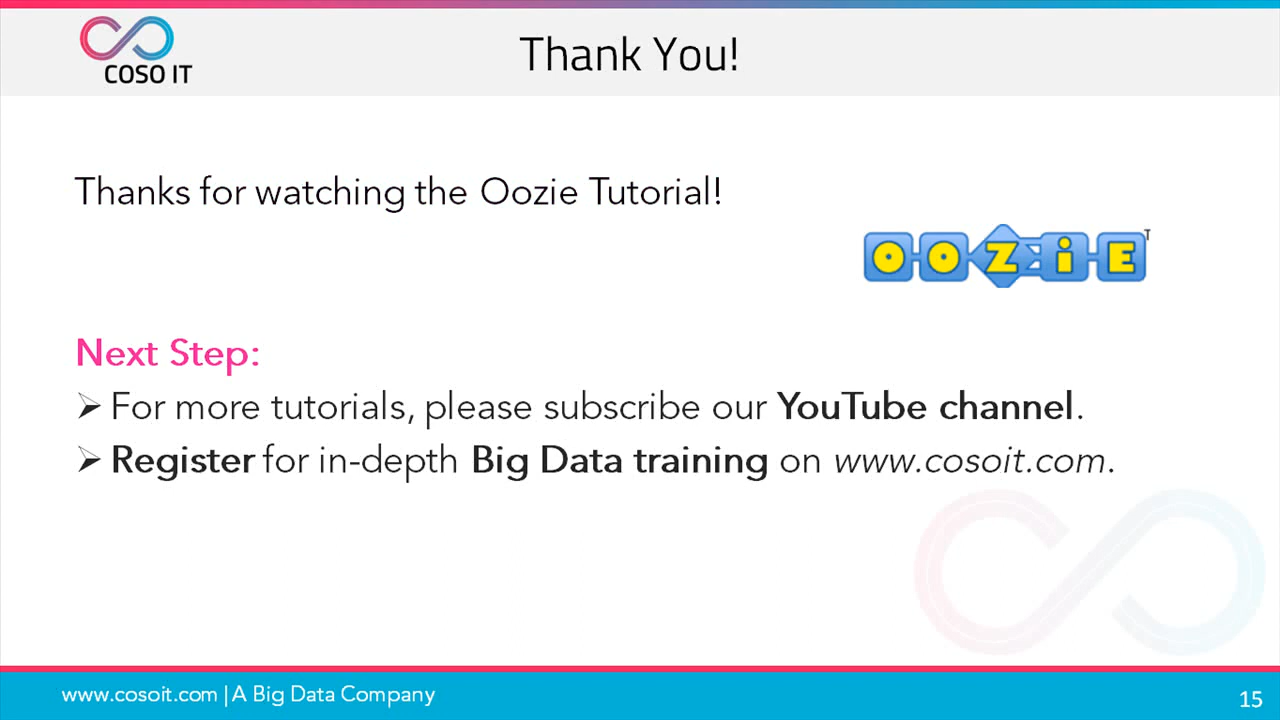 COSO IT
Thank You!
Thanks for watching the Oozie Tutorial!
OOZiE T
Next Step:
➢ For more tutorials, please subscribe our YouTube channel.
➢ Register for in-depth Big Data training on www.cosoit.com.
www.cosoit.com | A Big Data Company
15